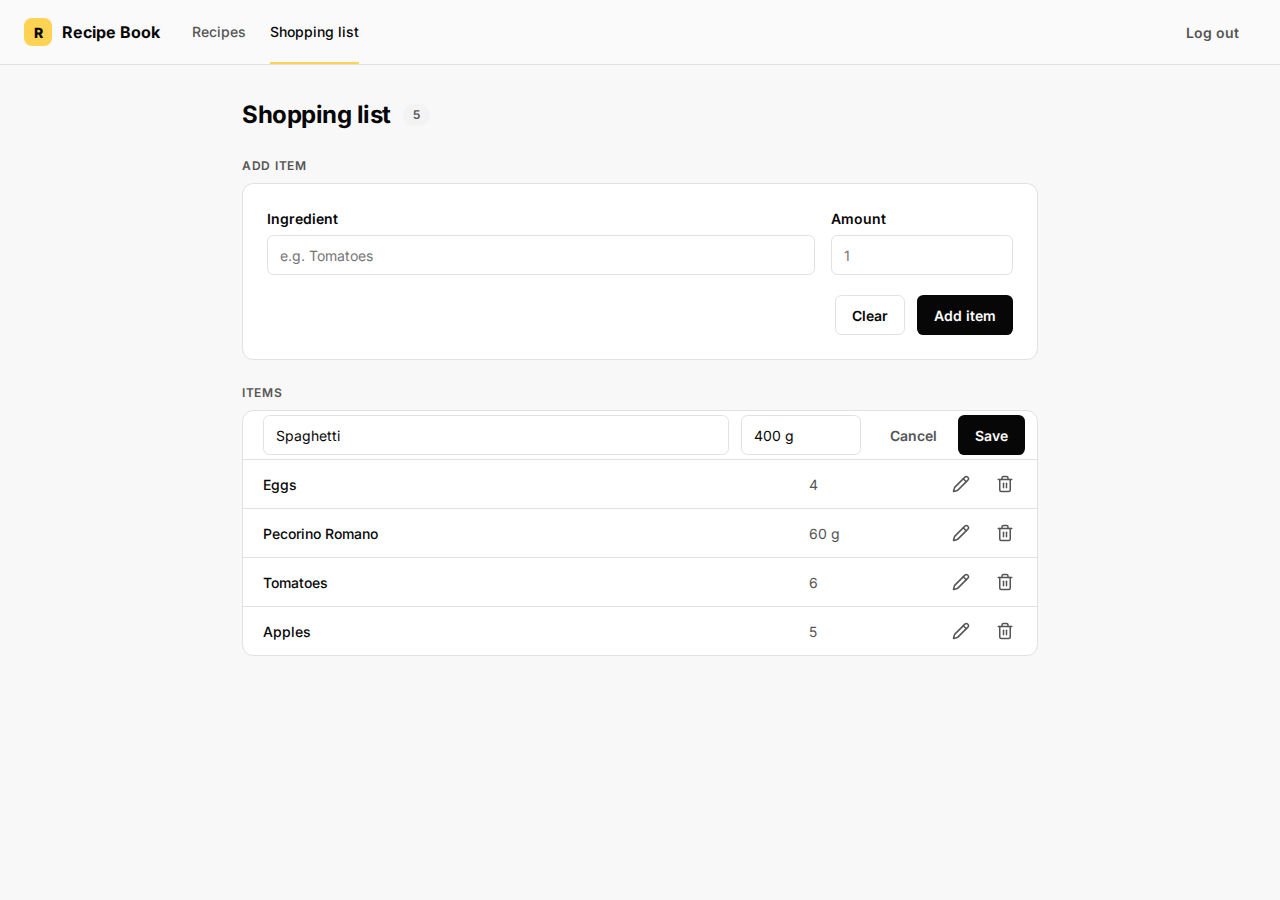 R Recipe Book Recipes Shopping list Log out
Shopping list 5
ADD ITEM
Ingredient Amount
e.g. Tomatoes 1
Clear Add item
ITEMS
Spaghetti 400 g Cancel Save
Eggs 4
Pecorino Romano 60 g
Tomatoes 6
Apples 5